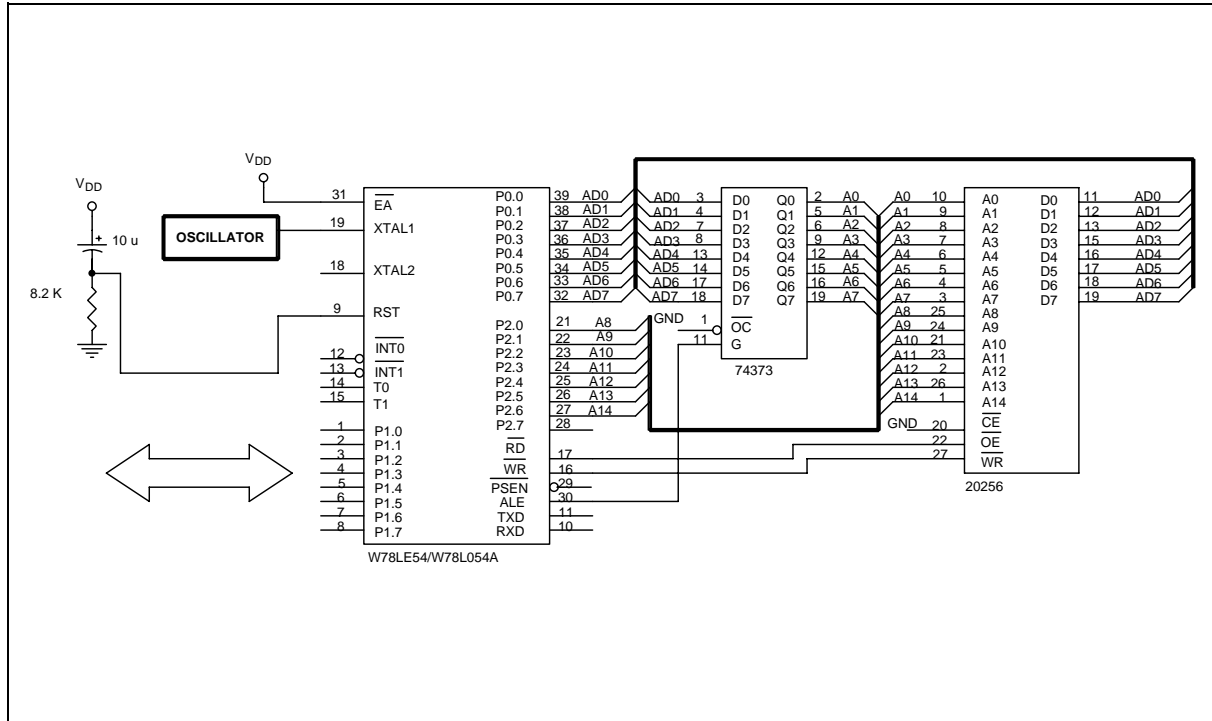 VDD
VDD
10 u
8.2 K
OSCILLATOR
31
19
18
9
12
13
14
15
1
2
3
4
5
6
7
8
EA
XTAL1
XTAL2
RST
INT0
INT1
T0
T1
P1.0
P1.1
P1.2
P1.3
P1.4
P1.5
P1.6
P1.7
P0.0 39 AD0
P0.1 38 AD1
P0.2 37 AD2
P0.3 36 AD3
P0.4 35 AD4
P0.5 34 AD5
P0.6 33 AD6
P0.7 32 AD7
P2.0 21 A8
P2.1 22 A9
P2.2 23 A10
P2.3 24 A11
P2.4 25 A12
P2.5 26 A13
P2.6 27 A14
P2.7 28
RD 17
WR 16
PSEN 29
ALE 30
TXD 11
RXD 10
W78LE54/W78L054A
AD0 3 D0 Q0 2 A0
AD1 4 D1 Q1 5 A1
AD2 7 D2 Q2 6 A2
AD3 8 D3 Q3 9 A3
AD4 13 D4 Q4 12 A4
AD5 14 D5 Q5 15 A5
AD6 17 D6 Q6 16 A6
AD7 18 D7 Q7 19 A7
GND 1 OC
11 G
74373
A0 10 A0 D0 11 AD0
A1 9 A1 D1 12 AD1
A2 8 A2 D2 13 AD2
A3 7 A3 D3 15 AD3
A4 6 A4 D4 16 AD4
A5 5 A5 D5 17 AD5
A6 4 A6 D6 18 AD6
A7 3 A7 D7 19 AD7
A8 25 A8
A9 24 A9
A10 21 A10
A11 23 A11
A12 2 A12
A13 26 A13
A14 1 A14
GND 20 CE
22 OE
27 WR
20256